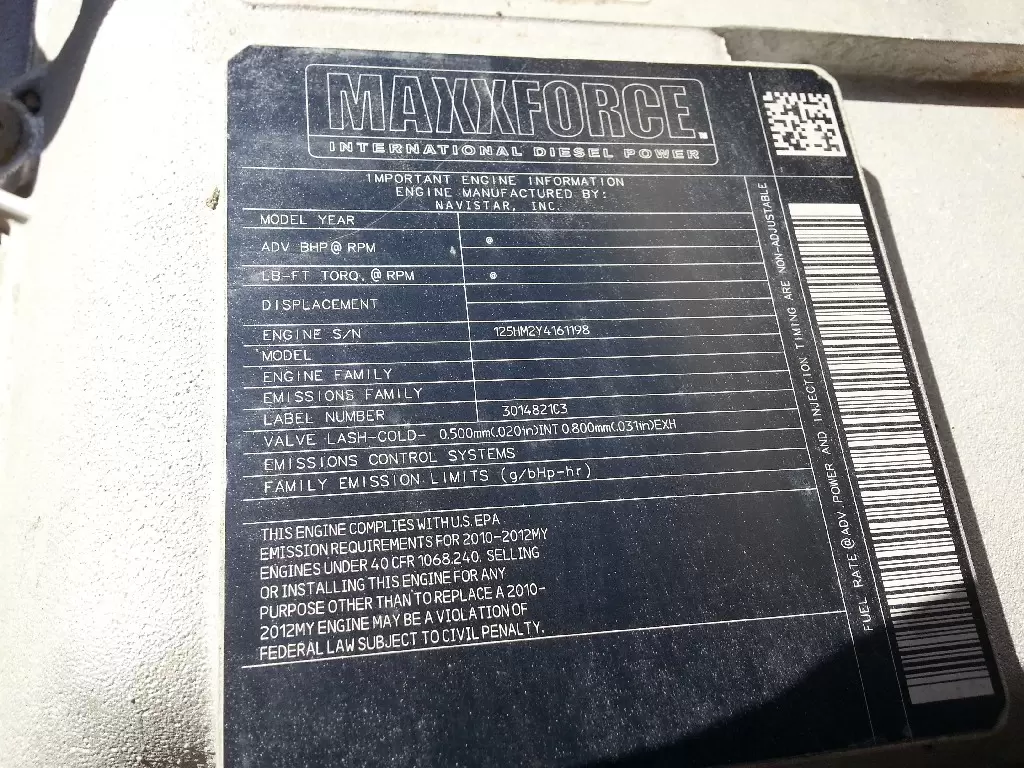 MAXXFORCE.
INTERNATIONAL DIESEL POWER
IMPORTANT ENGINE INFORMATION
ENGINE MANUFACTURED BY:
NAVISTAR, INC.
MODEL YEAR
ADV BHP @ RPM @
LB-FT TORQ. @ RPM @
DISPLACEMENT
ENGINE S/N 125HM2Y4161198
MODEL
ENGINE FAMILY
EMISSIONS FAMILY
LABEL NUMBER 3014821C3
VALVE LASH-COLD- 0.500mm(.020in)INT 0.800mm(.031in)EXH
EMISSIONS CONTROL SYSTEMS
FAMILY EMISSION LIMITS (g/bHp-hr)
THIS ENGINE COMPLIES WITH U.S. EPA
EMISSION REQUIREMENTS FOR 2010-2012MY
ENGINES UNDER 40 CFR 1068.240. SELLING
OR INSTALLING THIS ENGINE FOR ANY
PURPOSE OTHER THAN TO REPLACE A 2010-
2012MY ENGINE MAY BE A VIOLATION OF
FEDERAL LAW SUBJECT TO CIVIL PENALTY.
FUEL RATE @ ADV POWER AND INJECTION TIMING ARE NON-ADJUSTABLE